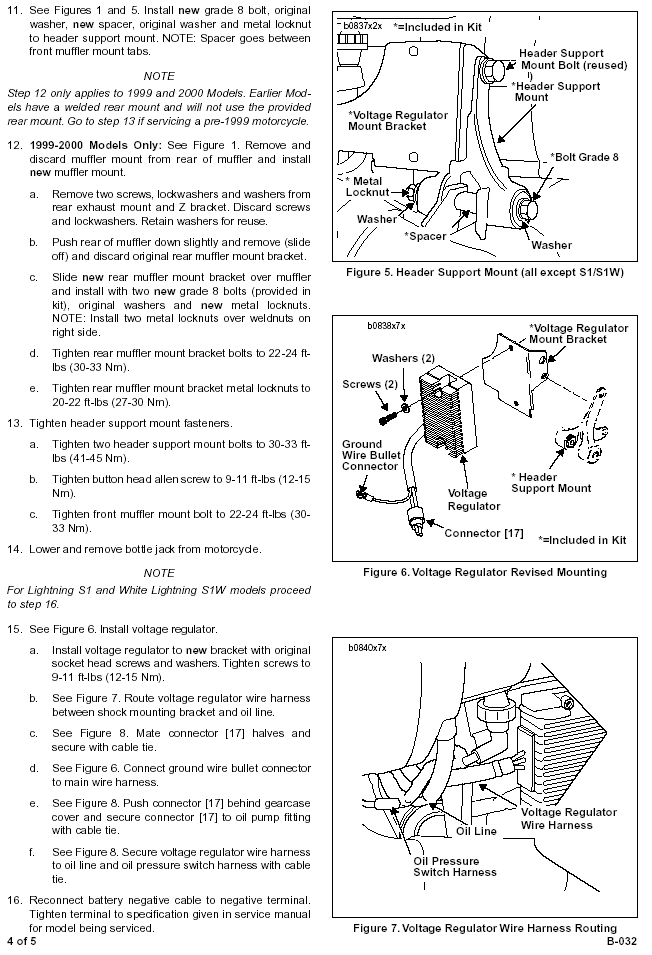 11. See Figures 1 and 5. Install new grade 8 bolt, original
washer, new spacer, original washer and metal locknut
to header support mount. NOTE: Spacer goes between
front muffler mount tabs.
NOTE
Step 12 only applies to 1999 and 2000 Models. Earlier Mod-
els have a welded rear mount and will not use the provided
rear mount. Go to step 13 if servicing a pre-1999 motorcycle.
12. 1999-2000 Models Only: See Figure 1. Remove and
discard muffler mount from rear of muffler and install
new muffler mount.
a. Remove two screws, lockwashers and washers from
rear exhaust mount and Z bracket. Discard screws
and lockwashers. Retain washers for reuse.
b. Push rear of muffler down slightly and remove (slide
off) and discard original rear muffler mount bracket.
c. Slide new rear muffler mount bracket over muffler
and install with two new grade 8 bolts (provided in
kit), original washers and new metal locknuts.
NOTE: Install two metal locknuts over weldnuts on
right side.
d. Tighten rear muffler mount bracket bolts to 22-24 ft-
lbs (30-33 Nm).
e. Tighten rear muffler mount bracket metal locknuts to
20-22 ft-lbs (27-30 Nm).
13. Tighten header support mount fasteners.
a. Tighten two header support mount bolts to 30-33 ft-
lbs (41-45 Nm).
b. Tighten button head allen screw to 9-11 ft-lbs (12-15
Nm).
c. Tighten front muffler mount bolt to 22-24 ft-lbs (30-
33 Nm).
14. Lower and remove bottle jack from motorcycle.
NOTE
For Lightning S1 and White Lightning S1W models proceed
to step 16.
15. See Figure 6. Install voltage regulator.
a. Install voltage regulator to new bracket with original
socket head screws and washers. Tighten screws to
9-11 ft-lbs (12-15 Nm).
b. See Figure 7. Route voltage regulator wire harness
between shock mounting bracket and oil line.
c. See Figure 8. Mate connector [17] halves and
secure with cable tie.
d. See Figure 6. Connect ground wire bullet connector
to main wire harness.
e. See Figure 8. Push connector [17] behind gearcase
cover and secure connector [17] to oil pump fitting
with cable tie.
f. See Figure 8. Secure voltage regulator wire harness
to oil line and oil pressure switch harness with cable
tie.
16. Reconnect battery negative cable to negative terminal.
Tighten terminal to specification given in service manual
for model being serviced.
4 of 5
b0837x2x
*=Included in Kit
Header Support
Mount Bolt (reused)
)
*Header Support
Mount
*Voltage Regulator
Mount Bracket
*Bolt Grade 8
* Metal
Locknut
Washer
*Spacer
Washer
Figure 5. Header Support Mount (all except S1/S1W)
b0838x7x
*Voltage Regulator
Mount Bracket
Washers (2)
Screws (2)
Ground
Wire Bullet
Connector
* Header
Support Mount
Voltage
Regulator
Connector [17]
*=Included in Kit
Figure 6. Voltage Regulator Revised Mounting
b0840x7x
Voltage Regulator
Wire Harness
Oil Line
Oil Pressure
Switch Harness
Figure 7. Voltage Regulator Wire Harness Routing
B-032